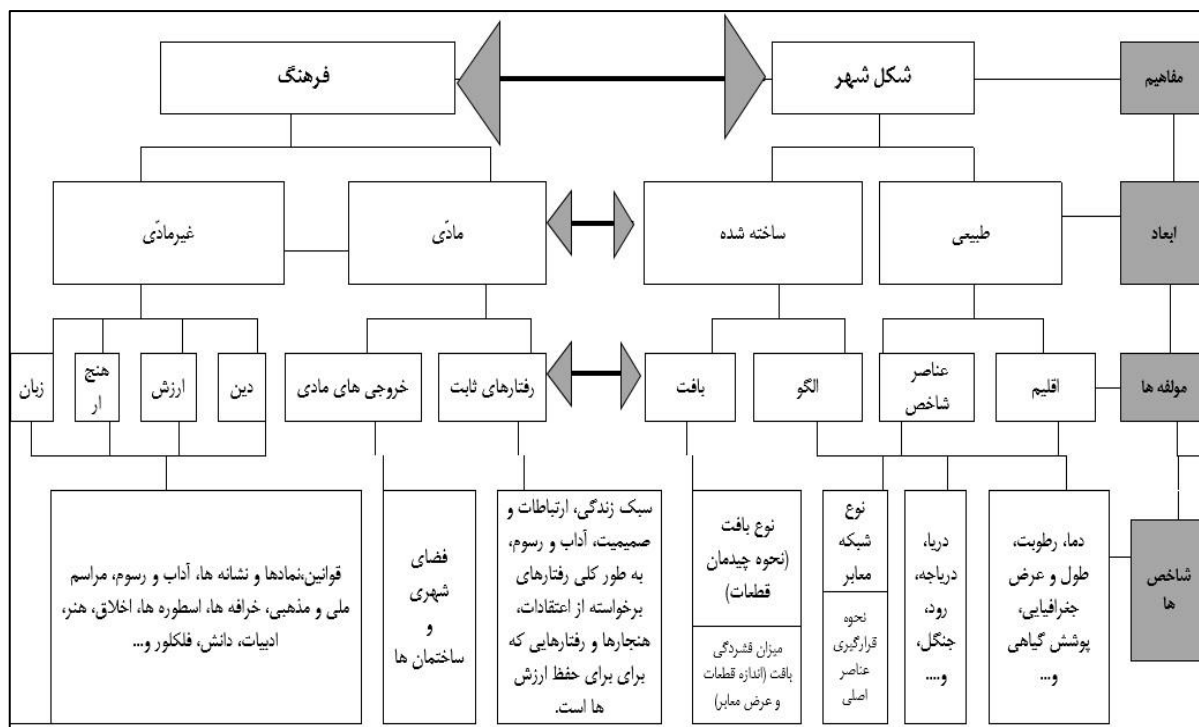 مفاهیم
شکل شهر
فرهنگ
ابعاد
طبیعی
ساخته شده
مادّی
غیرمادّی
مولفه ها
اقلیم
عناصر
شاخص
الگو
بافت
رفتارهای ثابت
خروجی های مادی
دین
ارزش
هنج
ار
زبان
شاخص
ها
دما، رطوبت،
طول و عرض
جغرافیایی،
پوشش گیاهی
و...
دریا،
دریاچه،
رود،
جنگل،
و....
نوع
شبکه
معابر
نحوه
قرارگیری
عناصر
اصلی
نوع بافت
(نحوه چیدمان
قطعات)
میزان فشردگی
بافت (اندازه قطعات
و عرض معابر)
سبک زندگی، ارتباطات و
صمیمیت، آداب و رسوم،
به طور کلی رفتارهای
برخواسته از اعتقادات،
هنجارها و رفتارهایی که
برای برای حفظ ارزش
ها است.
فضای
شهری
و
ساختمان ها
قوانین،نمادها و نشانه ها، آداب و رسوم، مراسم
ملی و مذهبی، خرافه ها، اسطوره ها، اخلاق، هنر،
ادبیات، دانش، فلکلور و...